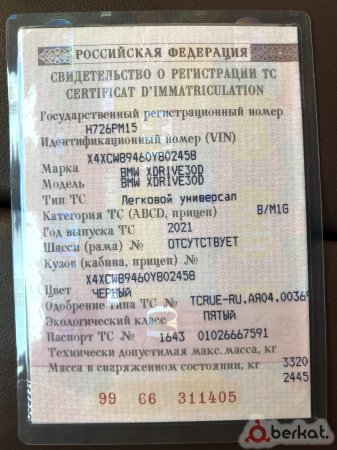 РОССИЙСКАЯ ФЕДЕРАЦИЯ
СВИДЕТЕЛЬСТВО О РЕГИСТРАЦИИ ТС
CERTIFICAT D'IMMATRICULATION
Государственный регистрационный номер
Н726РМ15
Идентификационный номер (VIN)
X4XCW89460Y80245B
Марка BMW XDRIVE30D
Модель BMW XDRIVE30D
Тип ТС Легковой универсал
Категория ТС (ABCD, прицеп) B/M1G
Год выпуска ТС 2021
Шасси (рама) № ОТСУТСТВУЕТ
Кузов (кабина, прицеп) №
X4XCW89460Y80245B
Цвет ЧЕРНЫЙ
Одобрение типа ТС № TCRUE-RU.AR04.00369
Экологический класс ПЯТЫЙ
Паспорт ТС № 1643 01026667591
Технически допустимая макс. масса, кг 3320
Масса в снаряженном состоянии, кг 2445
99 66 311405
berkat.